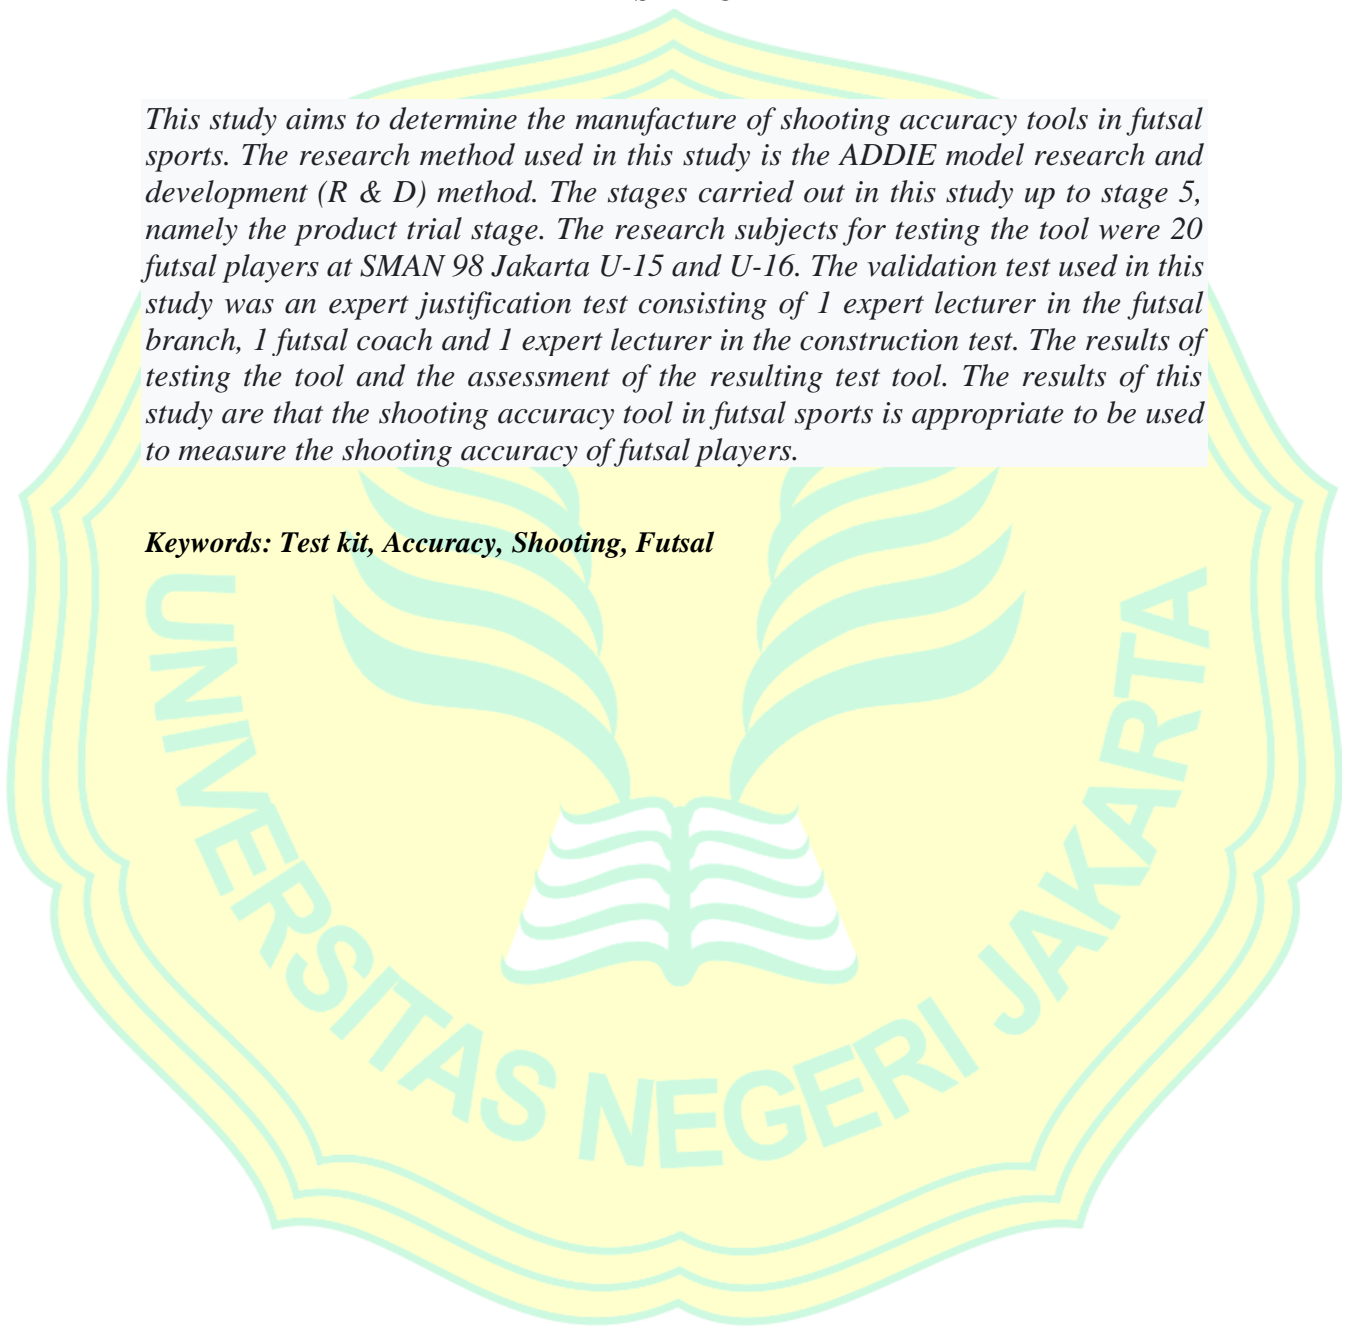 This study aims to determine the manufacture of shooting accuracy tools in futsal
sports. The research method used in this study is the ADDIE model research and
development (R & D) method. The stages carried out in this study up to stage 5,
namely the product trial stage. The research subjects for testing the tool were 20
futsal players at SMAN 98 Jakarta U-15 and U-16. The validation test used in this
study was an expert justification test consisting of 1 expert lecturer in the futsal
branch, 1 futsal coach and 1 expert lecturer in the construction test. The results of
testing the tool and the assessment of the resulting test tool. The results of this
study are that the shooting accuracy tool in futsal sports is appropriate to be used
to measure the shooting accuracy of futsal players.
Keywords: Test kit, Accuracy, Shooting, Futsal
UNIVERSITAS NEGERI JAKARTA